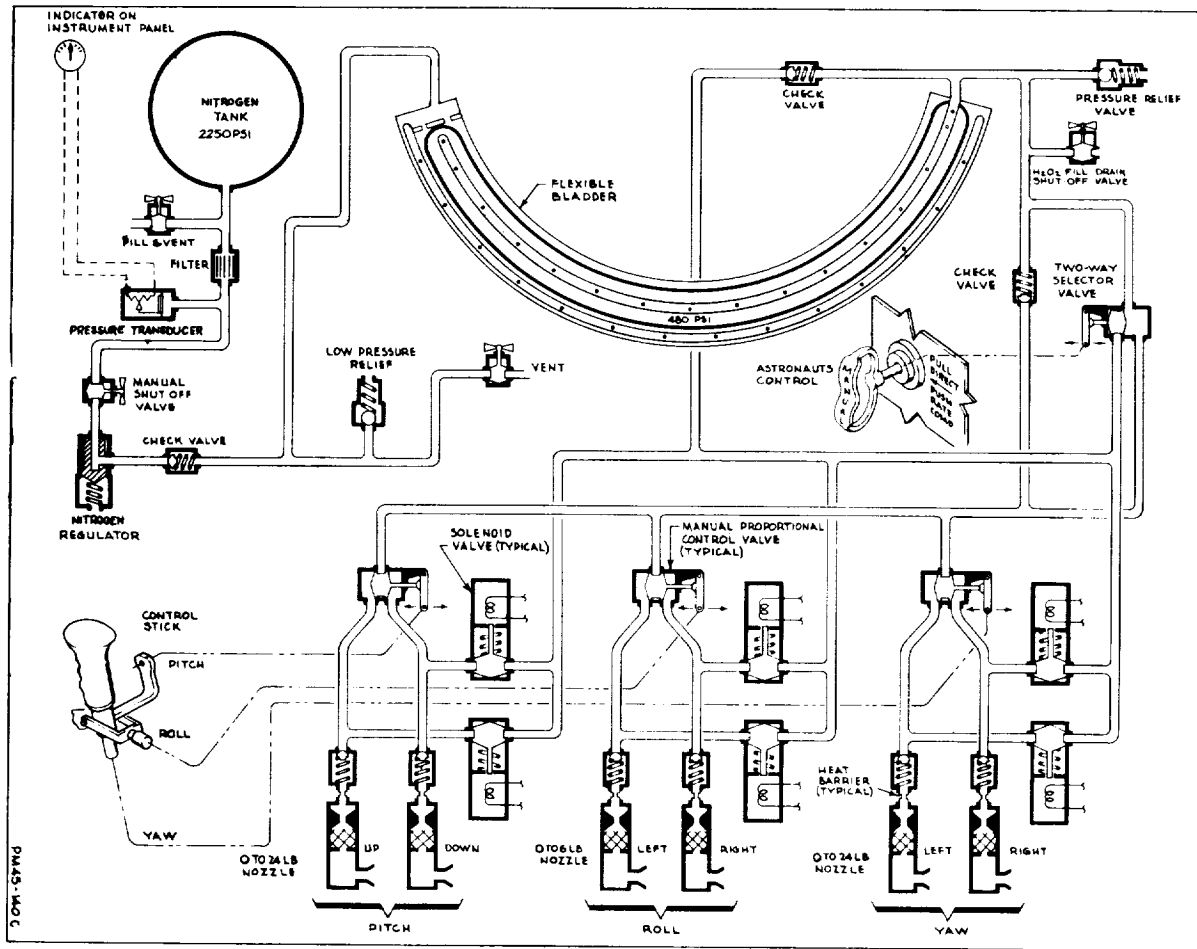 INDICATOR ON
INSTRUMENT PANEL
NITROGEN
TANK
2250PSI
FILL & VENT
FILTER
PRESSURE TRANSDUCER
MANUAL
SHUT OFF
VALVE
CHECK VALVE
NITROGEN
REGULATOR
LOW PRESSURE
RELIEF
VENT
FLEXIBLE
BLADDER
480 PSI
CHECK
VALVE
PRESSURE RELIEF
VALVE
H2O2 FILL DRAIN
SHUT OFF VALVE
CHECK
VALVE
TWO-WAY
SELECTOR
VALVE
ASTRONAUTS
CONTROL
MANUAL
PULL
DIRECT
PUSH
RATE
SOLENOID
VALVE (TYPICAL)
MANUAL PROPORTIONAL
CONTROL VALVE
(TYPICAL)
CONTROL
STICK
PITCH
ROLL
YAW
HEAT
BARRIER
(TYPICAL)
0 TO 24 LB
NOZZLE
UP
DOWN
0 TO 6 LB
NOZZLE
LEFT
RIGHT
0 TO 24 LB
NOZZLE
LEFT
RIGHT
PITCH
ROLL
YAW
PM45-140C